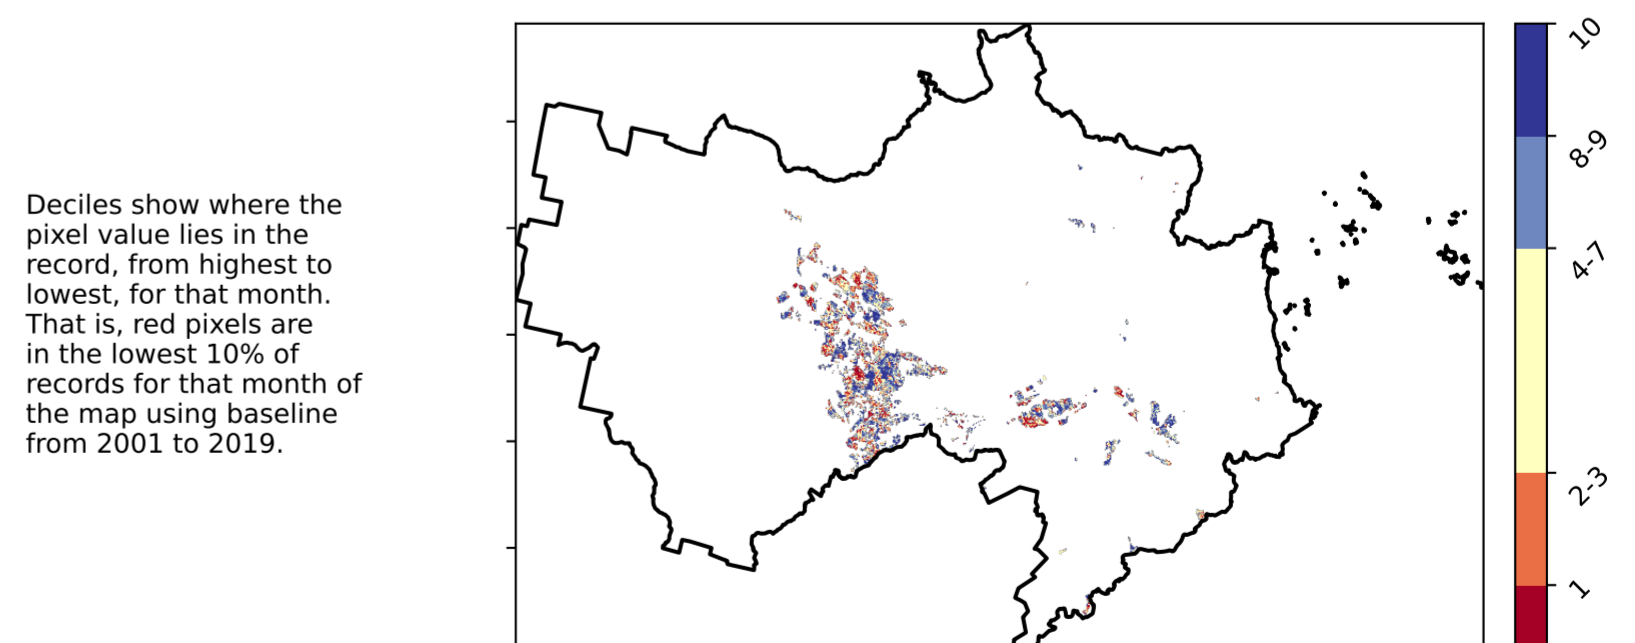 Deciles show where the
pixel value lies in the
record, from highest to
lowest, for that month.
That is, red pixels are
in the lowest 10% of
records for that month of
the map using baseline
from 2001 to 2019.
10
8-9
4-7
2-3
1